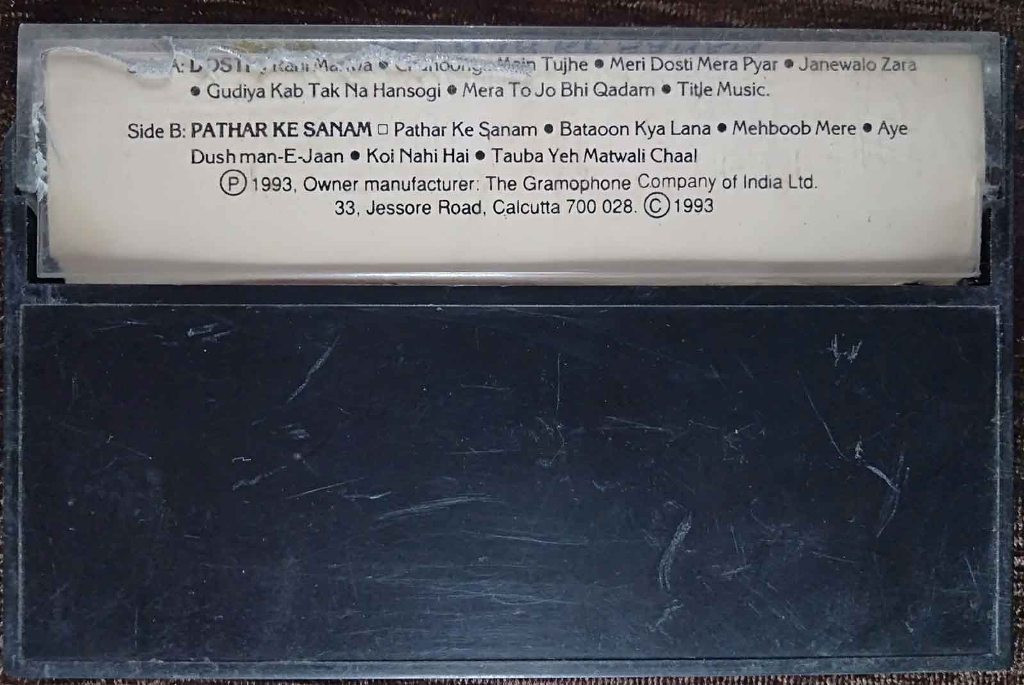 A: DOSTI Rahi Manwa ● Chahoonga Main Tujhe ● Meri Dosti Mera Pyar ● Janewalo Zara
● Gudiya Kab Tak Na Hansogi ● Mera To Jo Bhi Qadam ● Title Music.
Side B: PATHAR KE SANAM □ Pathar Ke Sanam ● Bataoon Kya Lana ● Mehboob Mere ● Aye
Dush man-E-Jaan ● Koi Nahi Hai ● Tauba Yeh Matwali Chaal
Ⓟ 1993, Owner manufacturer: The Gramophone Company of India Ltd.
33, Jessore Road, Calcutta 700 028. Ⓒ 1993